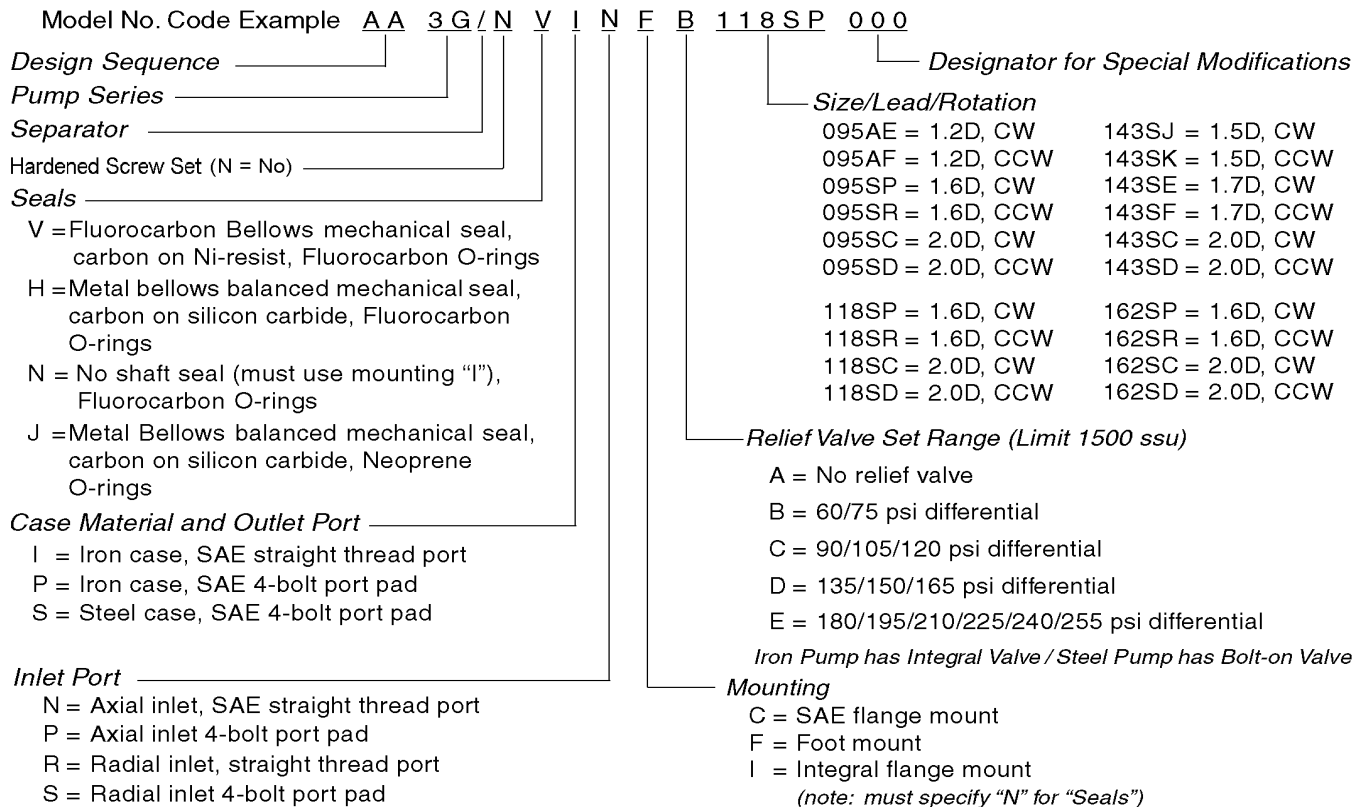 Model No. Code Example AA 3G/N V I N F B 118SP 000
Design Sequence
Pump Series
Separator
Hardened Screw Set (N = No)
Seals
V = Fluorocarbon Bellows mechanical seal,
carbon on Ni-resist, Fluorocarbon O-rings
H = Metal bellows balanced mechanical seal,
carbon on silicon carbide, Fluorocarbon
O-rings
N = No shaft seal (must use mounting “I”),
Fluorocarbon O-rings
J = Metal Bellows balanced mechanical seal,
carbon on silicon carbide, Neoprene
O-rings
Case Material and Outlet Port
I = Iron case, SAE straight thread port
P = Iron case, SAE 4-bolt port pad
S = Steel case, SAE 4-bolt port pad
Inlet Port
N = Axial inlet, SAE straight thread port
P = Axial inlet 4-bolt port pad
R = Radial inlet, straight thread port
S = Radial inlet 4-bolt port pad
Designator for Special Modifications
Size/Lead/Rotation
095AE = 1.2D, CW 143SJ = 1.5D, CW
095AF = 1.2D, CCW 143SK = 1.5D, CCW
095SP = 1.6D, CW 143SE = 1.7D, CW
095SR = 1.6D, CCW 143SF = 1.7D, CCW
095SC = 2.0D, CW 143SC = 2.0D, CW
095SD = 2.0D, CCW 143SD = 2.0D, CCW
118SP = 1.6D, CW 162SP = 1.6D, CW
118SR = 1.6D, CCW 162SR = 1.6D, CCW
118SC = 2.0D, CW 162SC = 2.0D, CW
118SD = 2.0D, CCW 162SD = 2.0D, CCW
Relief Valve Set Range (Limit 1500 ssu)
A = No relief valve
B = 60/75 psi differential
C = 90/105/120 psi differential
D = 135/150/165 psi differential
E = 180/195/210/225/240/255 psi differential
Iron Pump has Integral Valve / Steel Pump has Bolt-on Valve
Mounting
C = SAE flange mount
F = Foot mount
I = Integral flange mount
(note: must specify “N” for “Seals”)